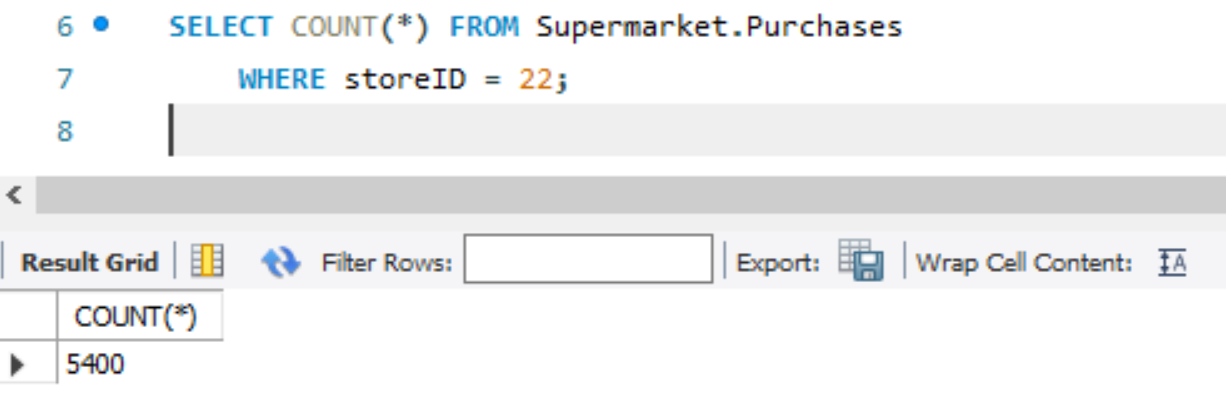 6 SELECT COUNT(*) FROM Supermarket.Purchases
7 WHERE storeID = 22;
8
Result Grid Filter Rows: Export: Wrap Cell Content: IA
COUNT(*)
5400